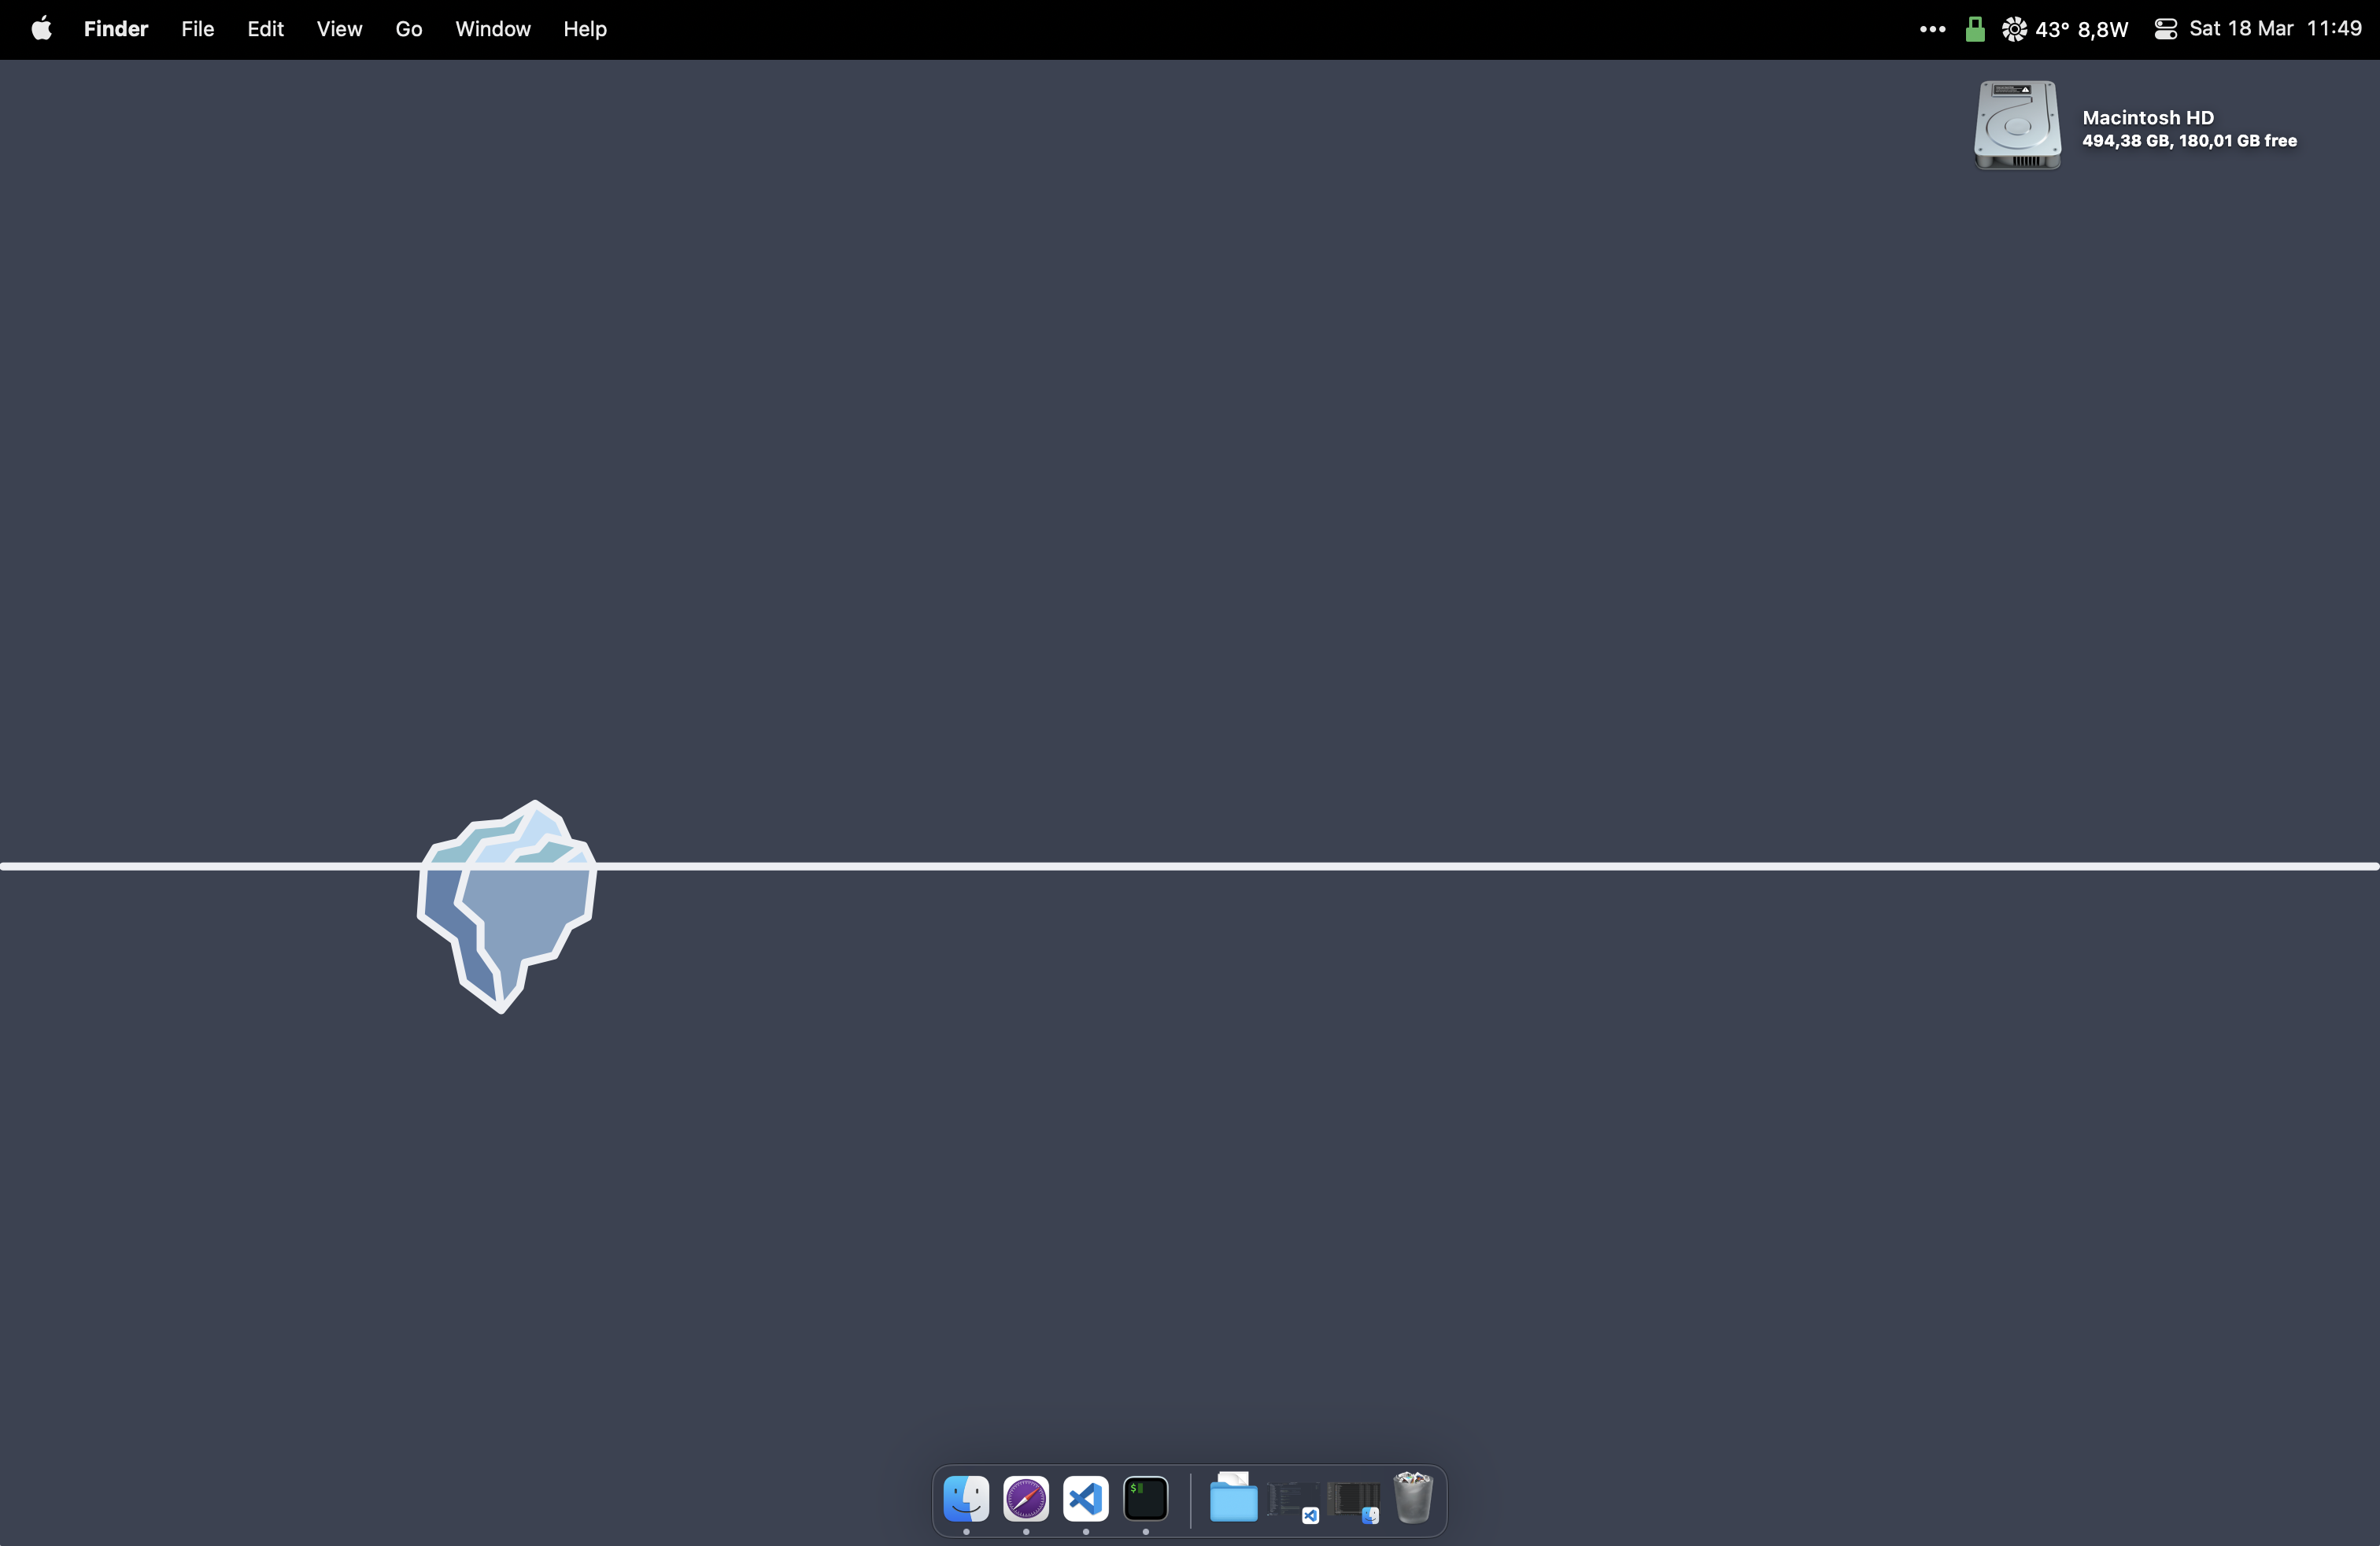 Finder File Edit View Go Window Help 43° 8,8W Sat 18 Mar 11:49
Macintosh HD
494,38 GB, 180,01 GB free
$